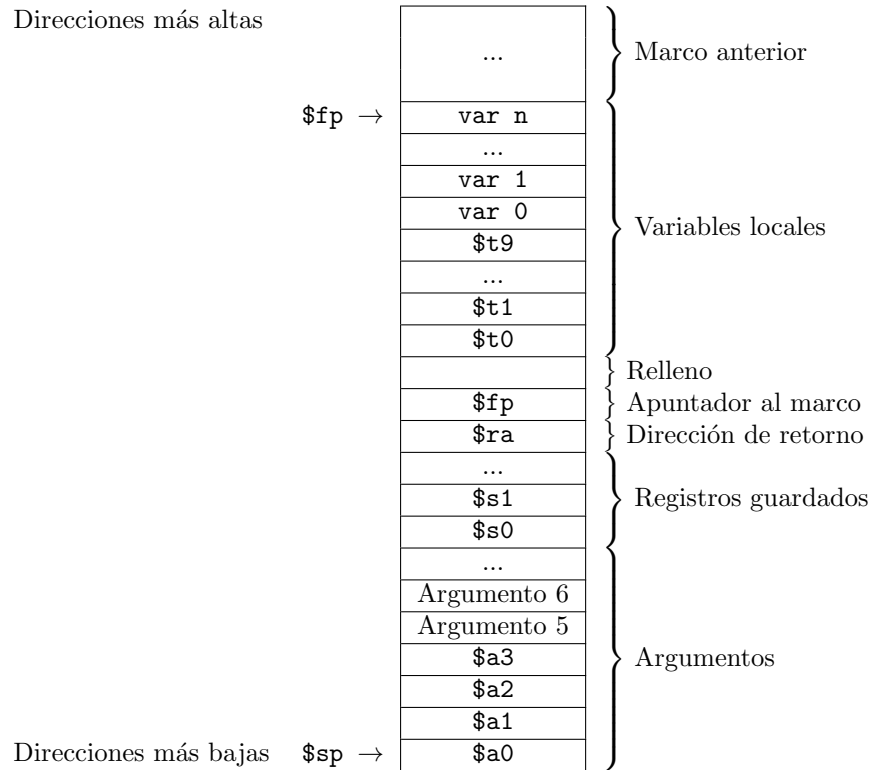 Direcciones más altas
... Marco anterior
$fp → var n
...
var 1
var 0 Variables locales
$t9
...
$t1
$t0
Relleno
$fp Apuntador al marco
$ra Dirección de retorno
...
$s1 Registros guardados
$s0
...
Argumento 6
Argumento 5
$a3 Argumentos
$a2
$a1
Direcciones más bajas $sp → $a0